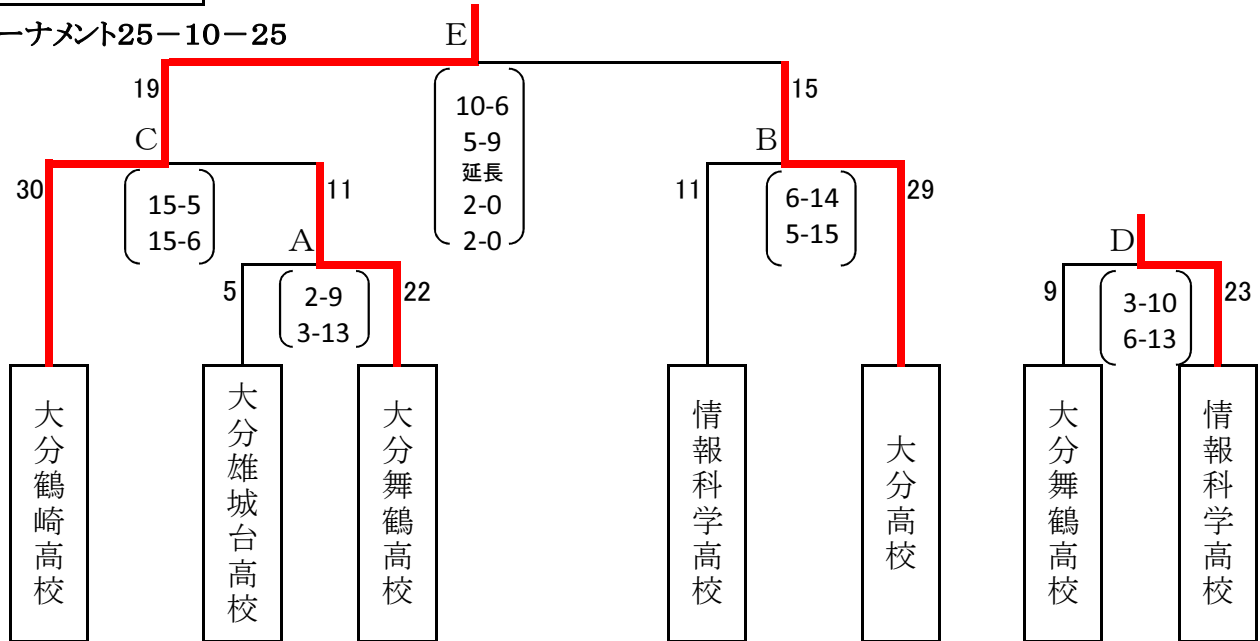 ーナメント25−10−25
E
19
10-6
5-9
延長
2-0
2-0
15
C
B
30
15-5
15-6
11
11
6-14
5-15
29
A
D
5
2-9
3-13
22
9
3-10
6-13
23
大分鶴崎高校
大分雄城台高校
大分舞鶴高校
情報科学高校
大分高校
大分舞鶴高校
情報科学高校